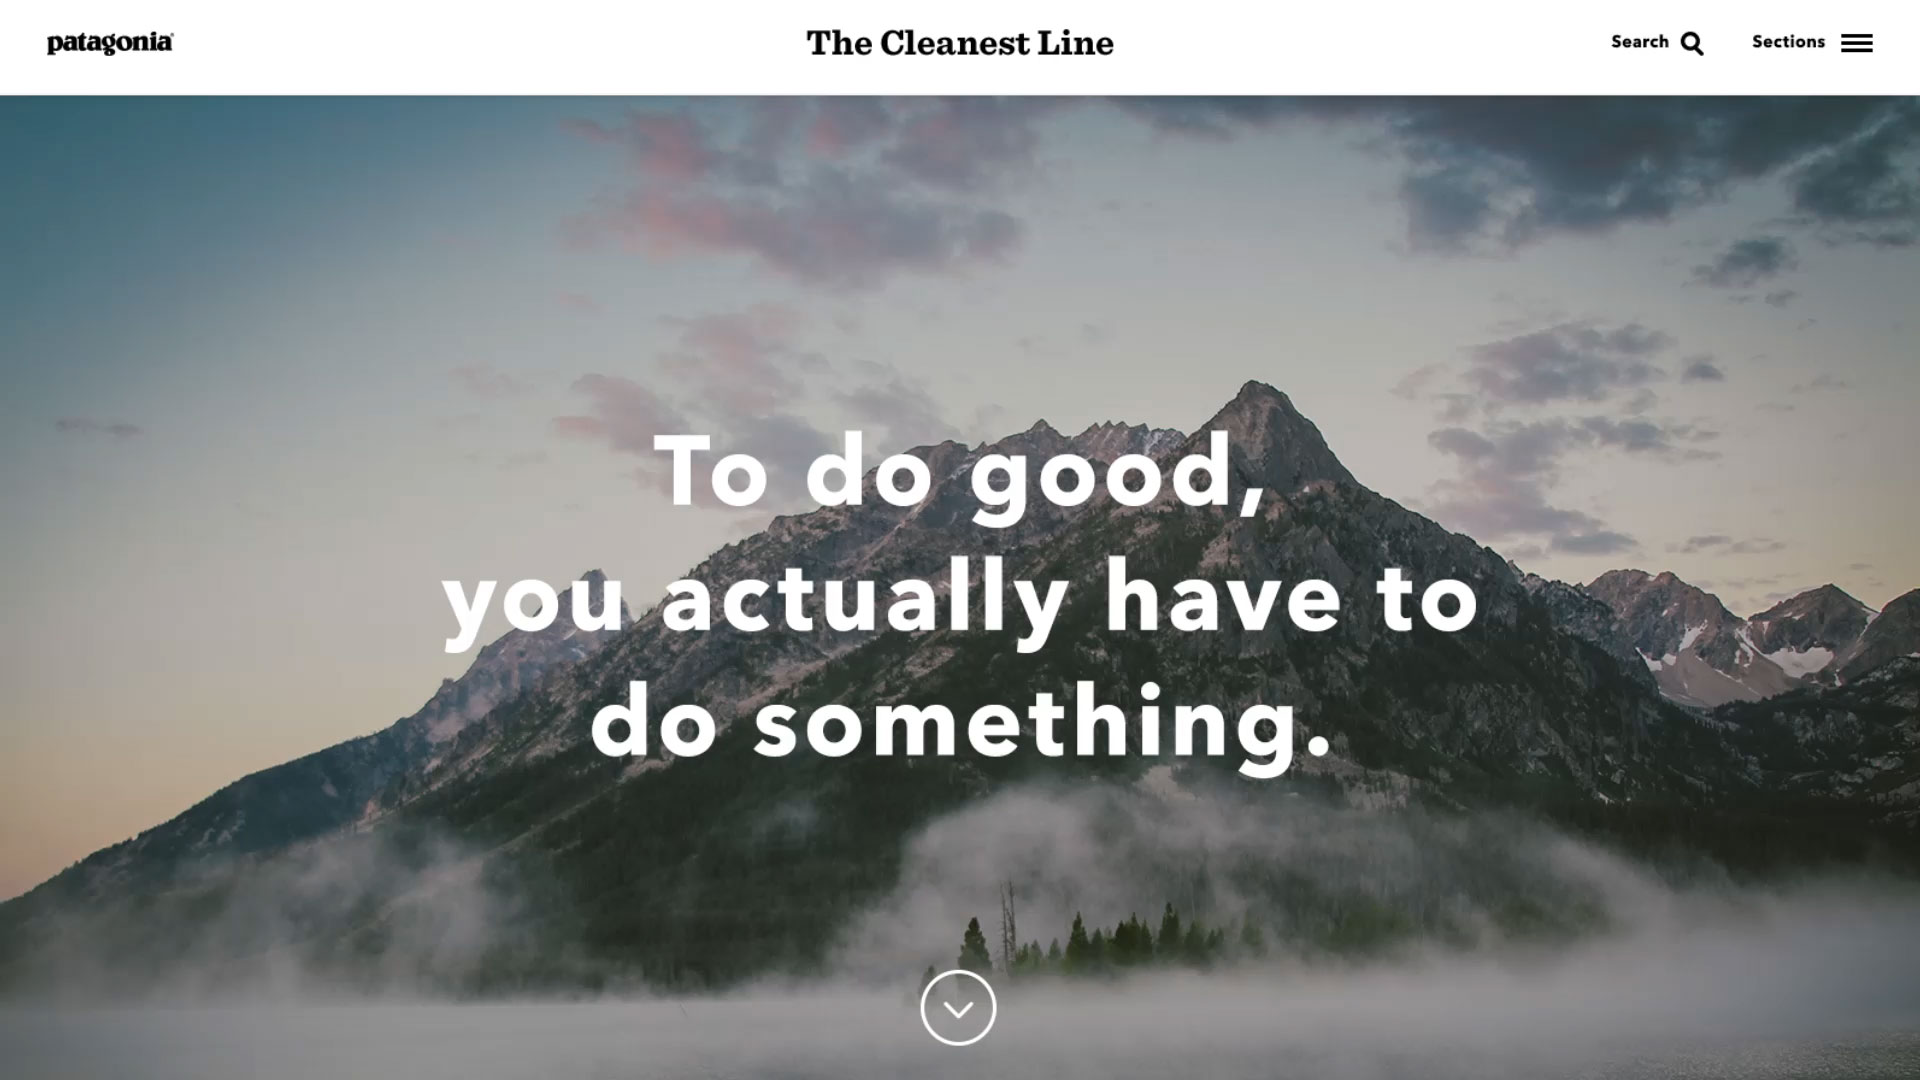 patagonia
The Cleanest Line
Search
Sections
To do good,
you actually have to
do something.